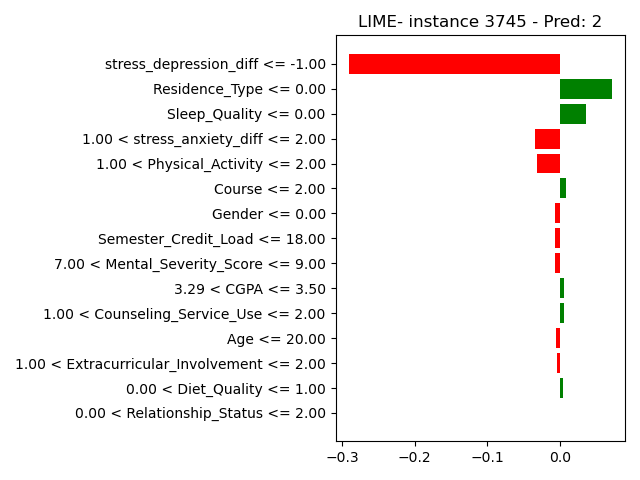 LIME- instance 3745 - Pred: 2
stress_depression_diff <= -1.00
Residence_Type <= 0.00
Sleep_Quality <= 0.00
1.00 < stress_anxiety_diff <= 2.00
1.00 < Physical_Activity <= 2.00
Course <= 2.00
Gender <= 0.00
Semester_Credit_Load <= 18.00
7.00 < Mental_Severity_Score <= 9.00
3.29 < CGPA <= 3.50
1.00 < Counseling_Service_Use <= 2.00
Age <= 20.00
1.00 < Extracurricular_Involvement <= 2.00
0.00 < Diet_Quality <= 1.00
0.00 < Relationship_Status <= 2.00
−0.3 −0.2 −0.1 0.0